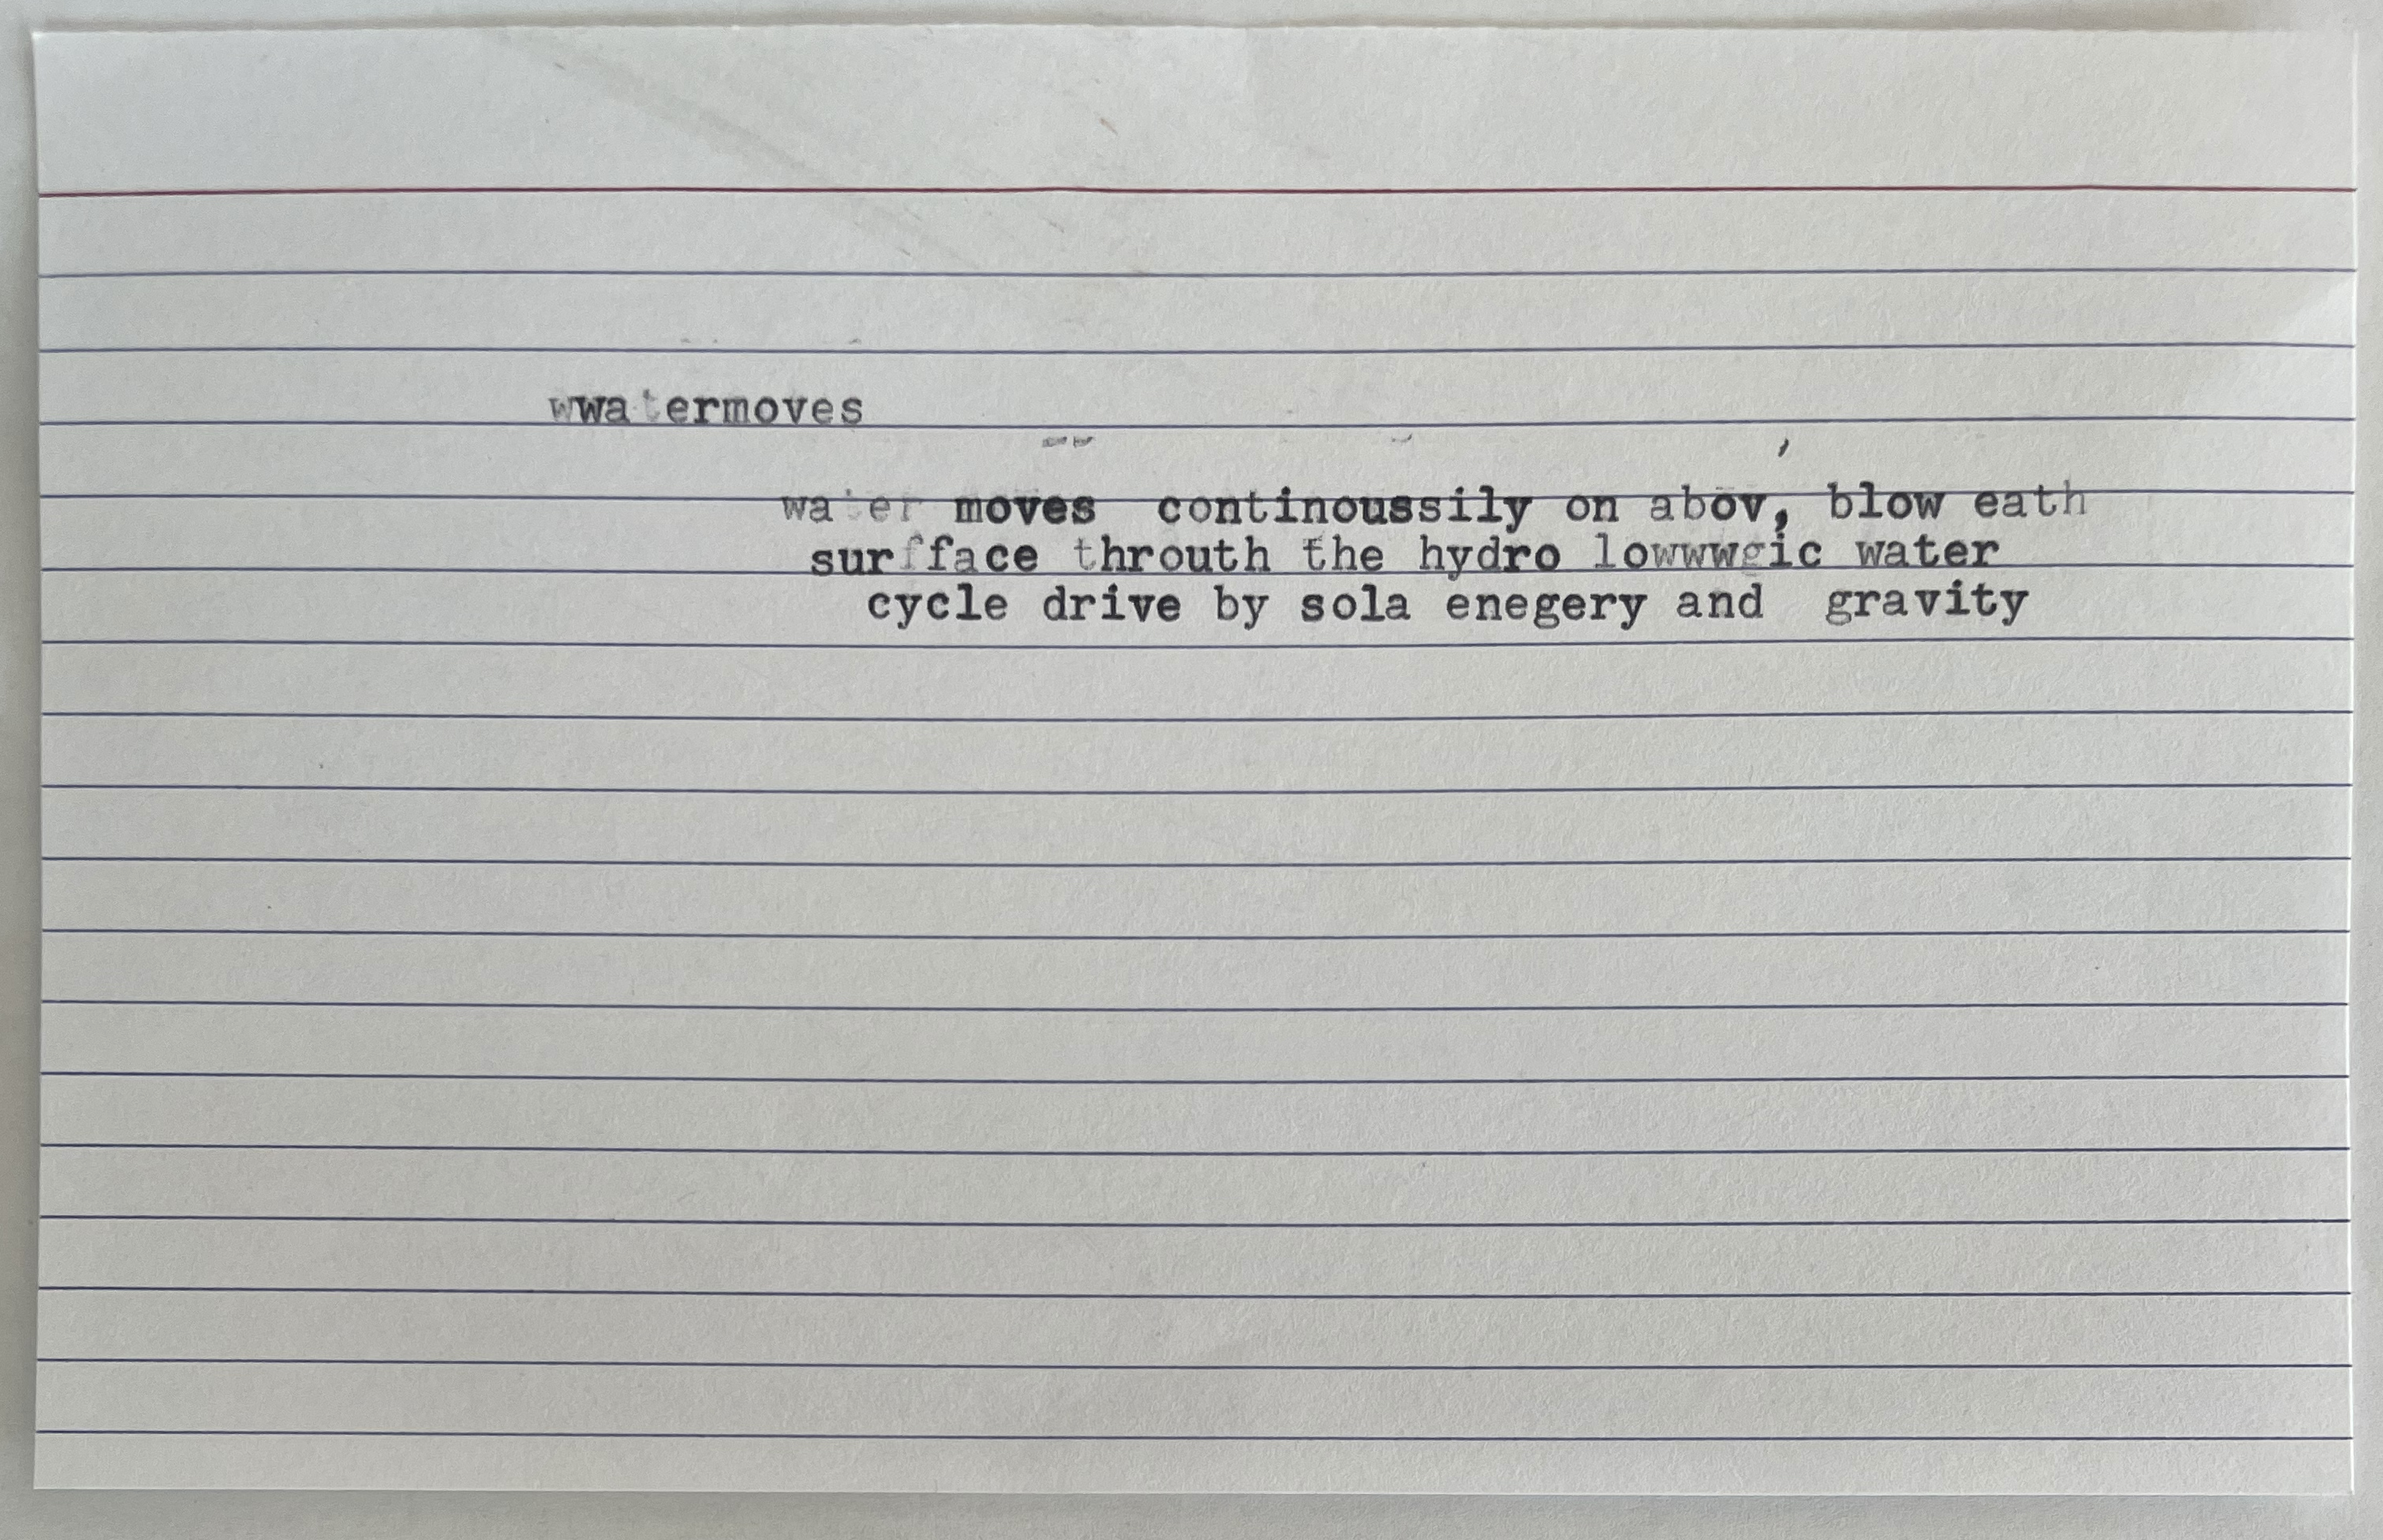 wwatermoves
water moves continoussily on abov, blow eath
surfface throuth the hydro lowwwgic water
cycle drive by sola enegery and gravity